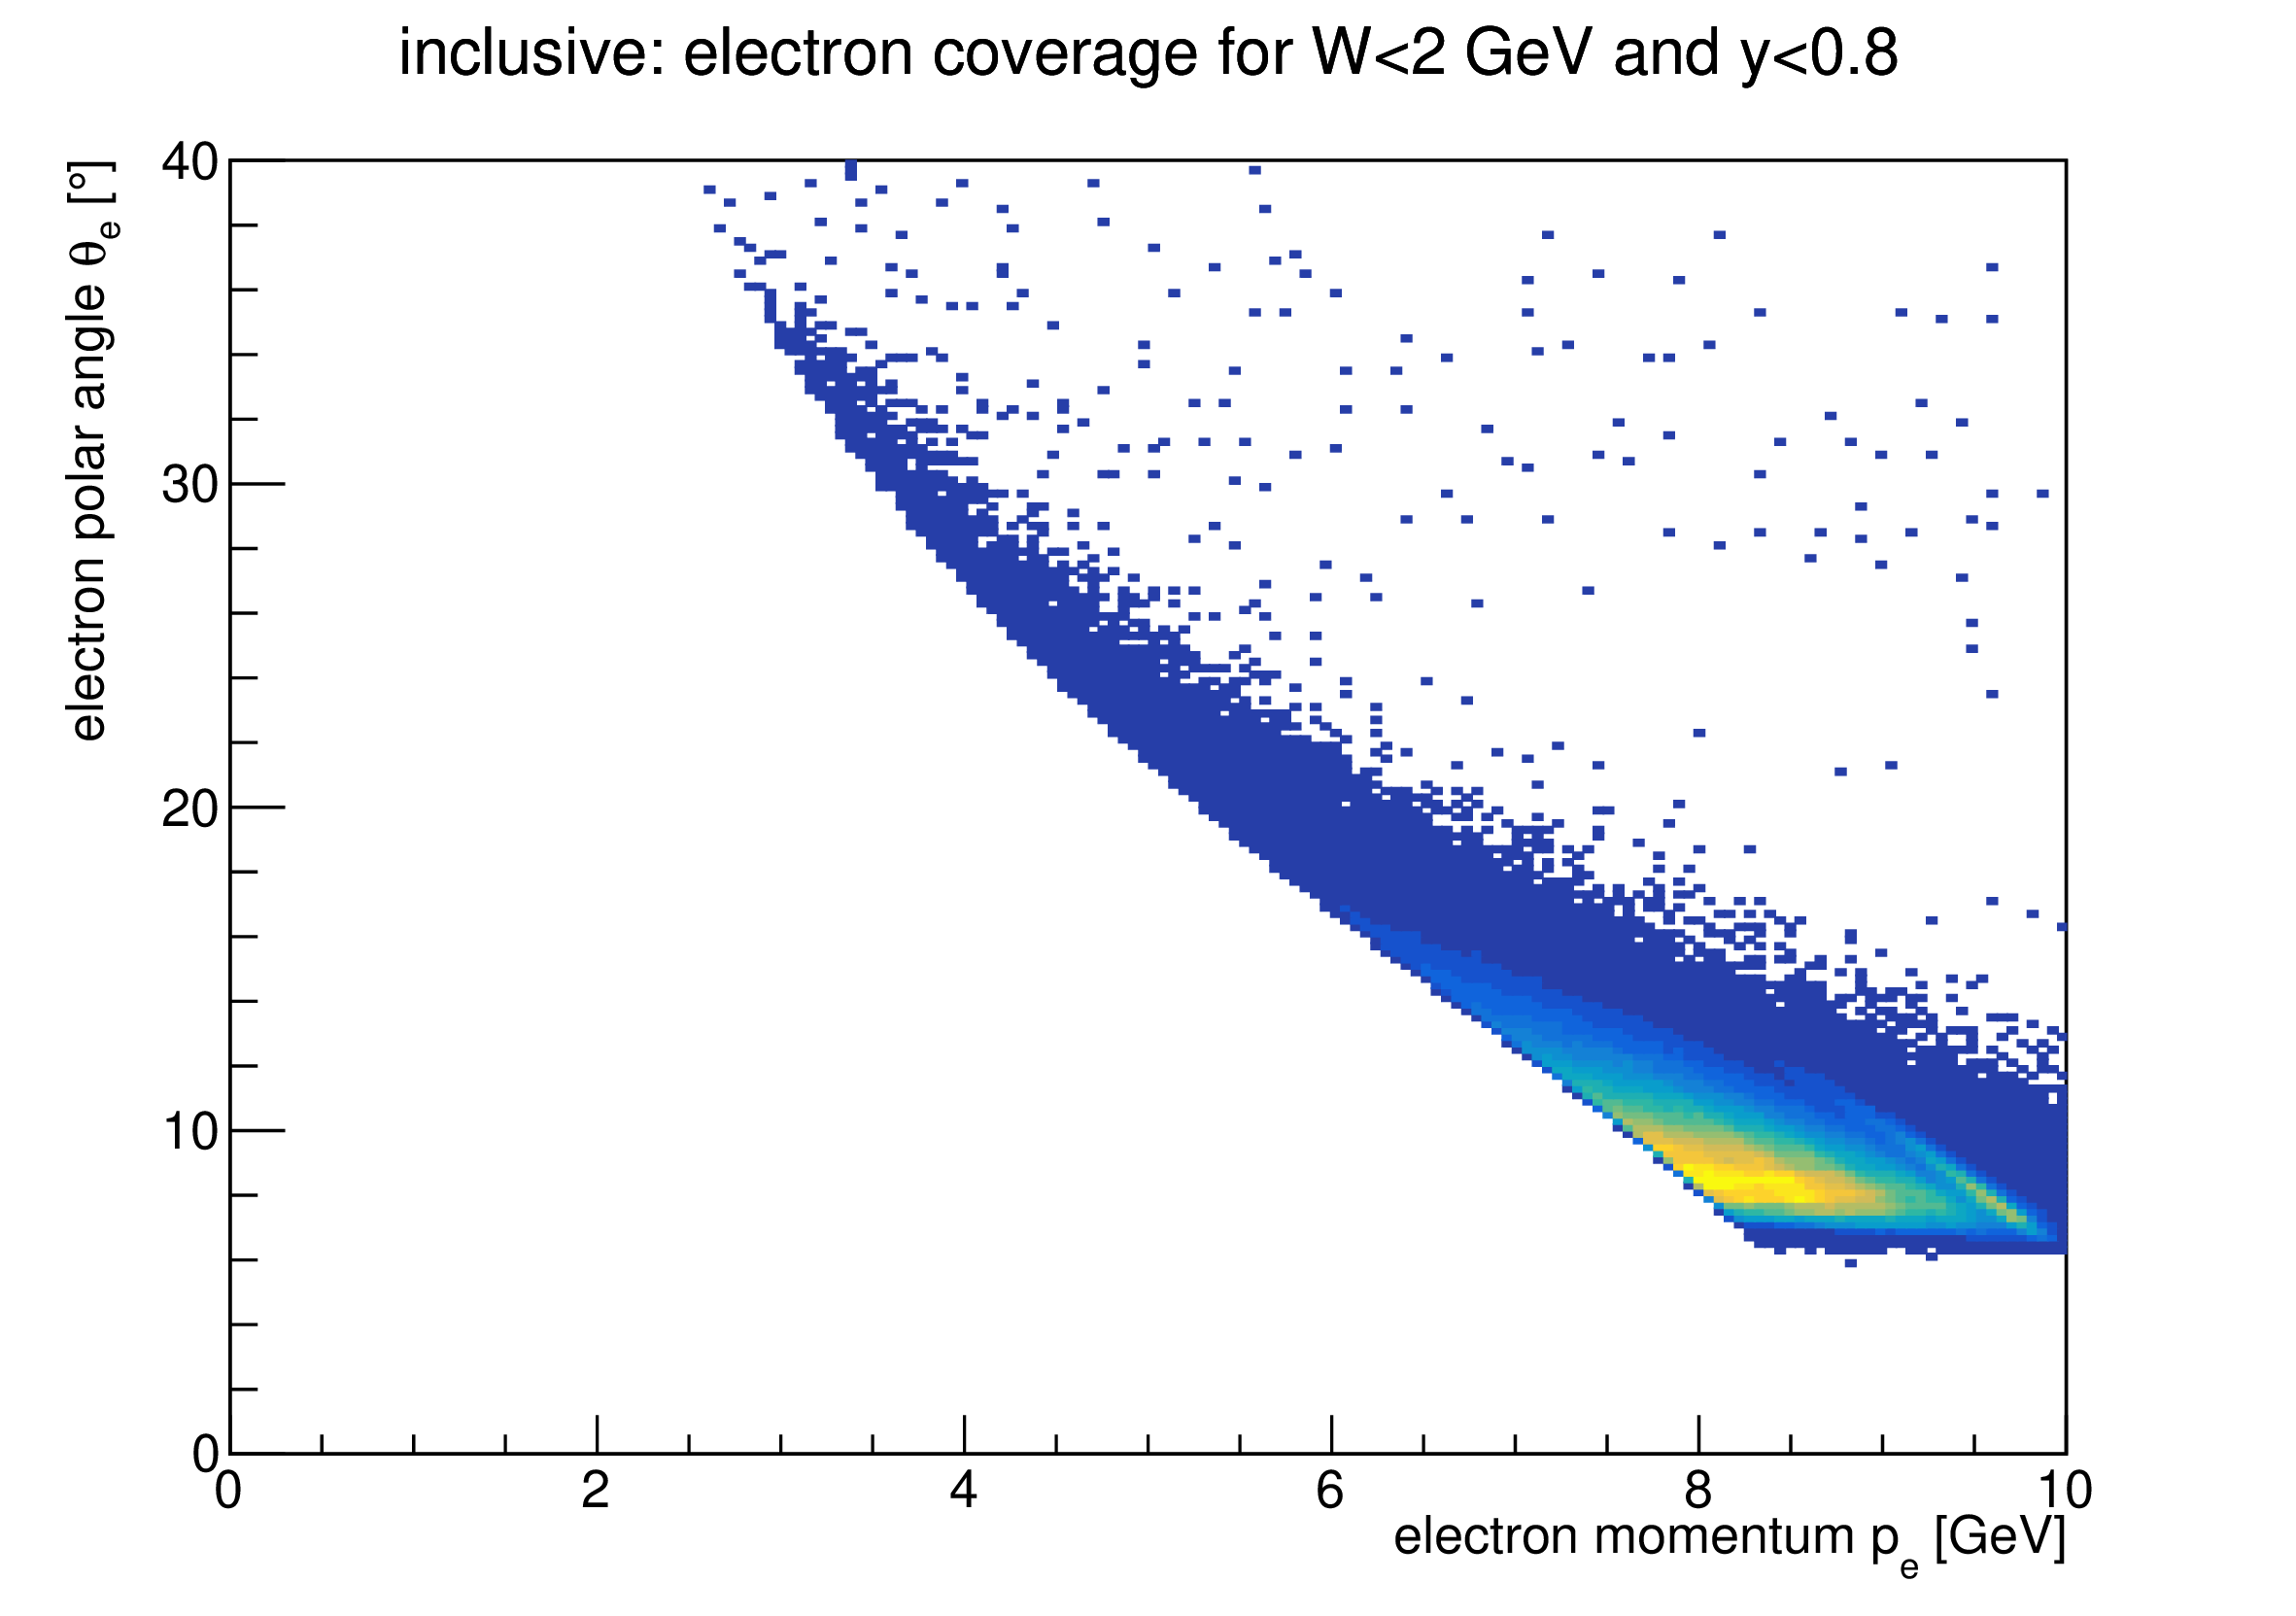 inclusive: electron coverage for W<2 GeV and y<0.8
electron polar angle θe [°]
40
30
20
10
0
0 2 4 6 8 10
electron momentum pe [GeV]